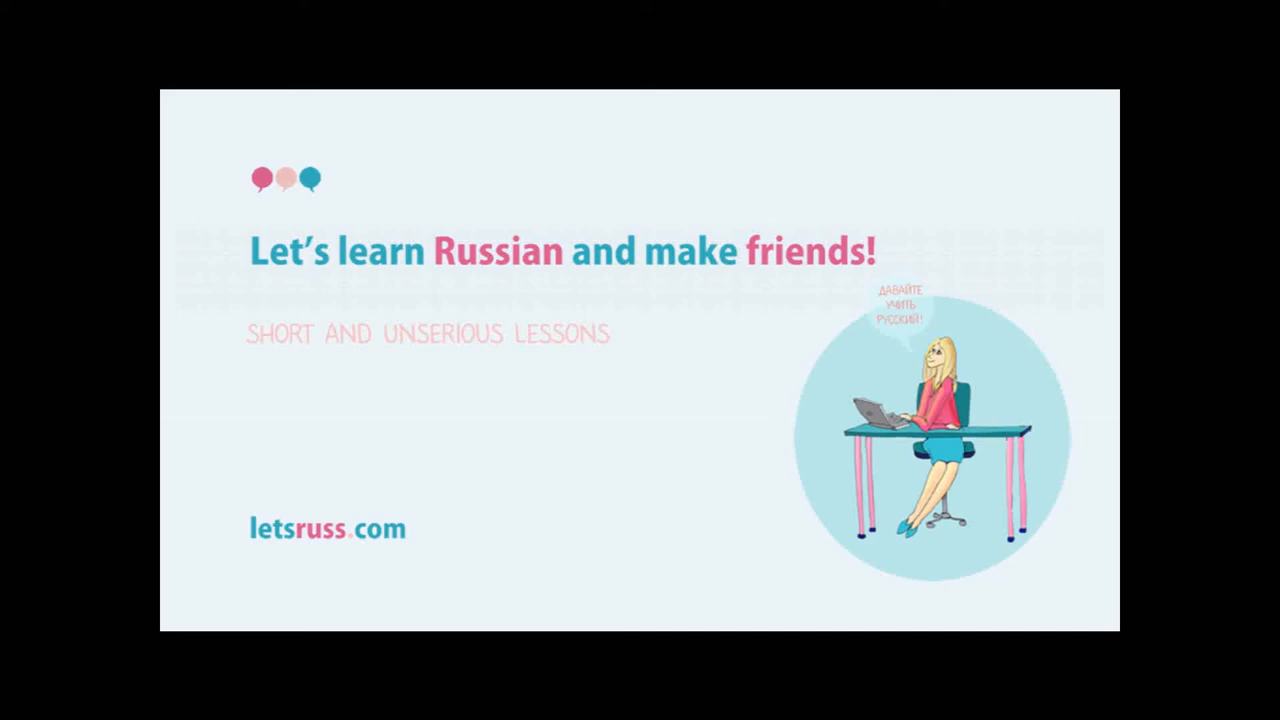 Let's learn Russian and make friends!
ДАВАЙТЕ
УЧИТЬ
РУССКИЙ!
SHORT AND UNSERIOUS LESSONS
letsruss.com